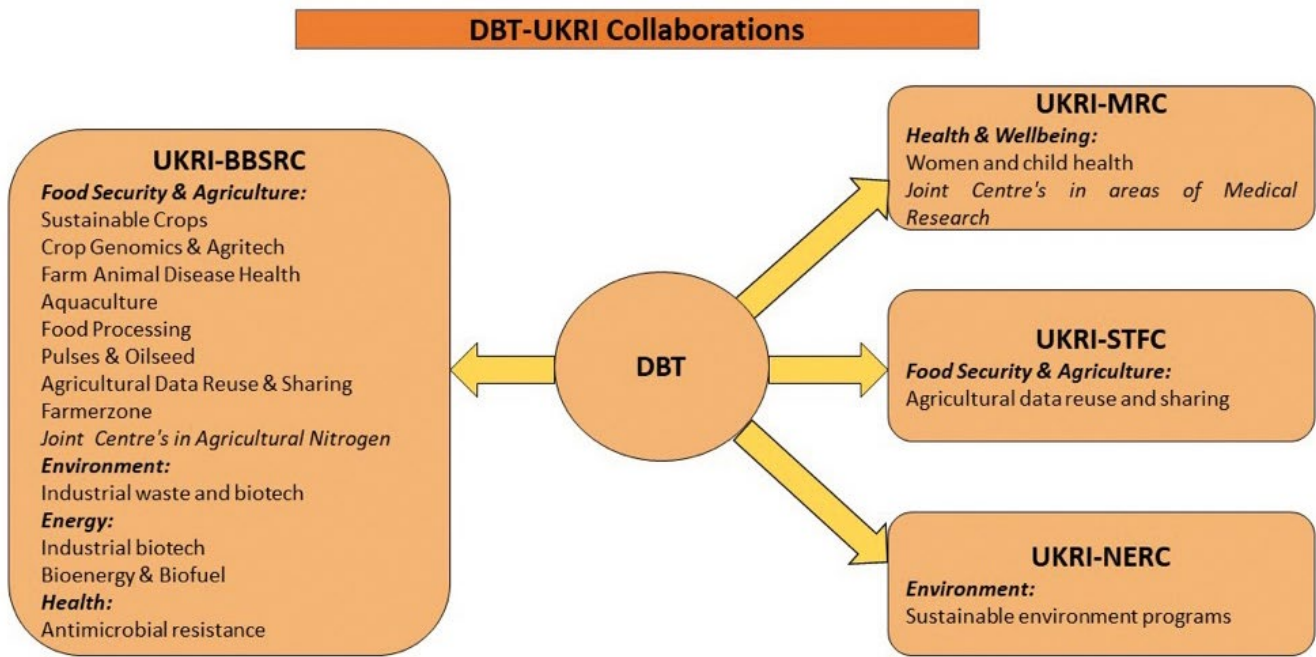 DBT-UKRI Collaborations
UKRI-BBSRC
Food Security & Agriculture:
Sustainable Crops
Crop Genomics & Agritech
Farm Animal Disease Health
Aquaculture
Food Processing
Pulses & Oilseed
Agricultural Data Reuse & Sharing
Farmerzone
Joint Centre's in Agricultural Nitrogen
Environment:
Industrial waste and biotech
Energy:
Industrial biotech
Bioenergy & Biofuel
Health:
Antimicrobial resistance
DBT
UKRI-MRC
Health & Wellbeing:
Women and child health
Joint Centre's in areas of Medical
Research
UKRI-STFC
Food Security & Agriculture:
Agricultural data reuse and sharing
UKRI-NERC
Environment:
Sustainable environment programs